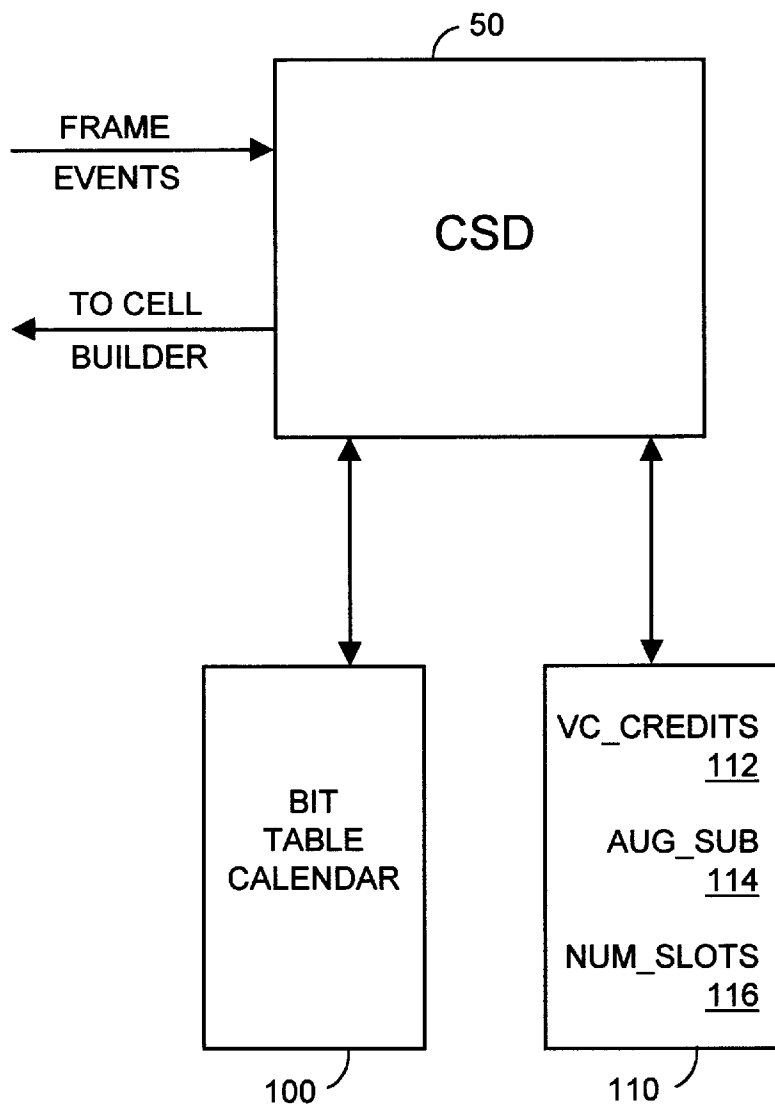 50
FRAME
EVENTS
CSD
TO CELL
BUILDER
BIT
TABLE
CALENDAR
VC_CREDITS
112
AUG_SUB
114
NUM_SLOTS
116
100
110